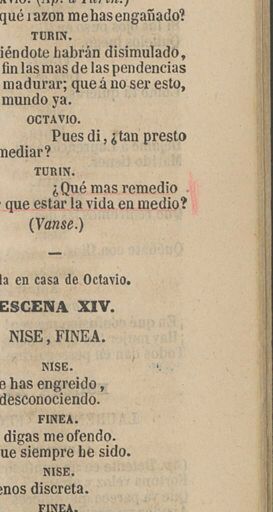 qué razon me has engañado?
TURIN.
iéndote habrán disimulado,
fin las mas de las pendencias
madurar; que á no ser esto,
mundo ya.
OCTAVIO.
Pues di, ¿tan presto
mediar?
TURIN.
¿Qué mas remedio
que estar la vida en medio?
(Vanse.)
—
la en casa de Octavio.
ESCENA XIV.
NISE, FINEA.
NISE.
e has engreido,
desconociendo.
FINEA.
digas me ofendo.
ue siempre he sido.
NISE.
enos discreta.
FINEA.